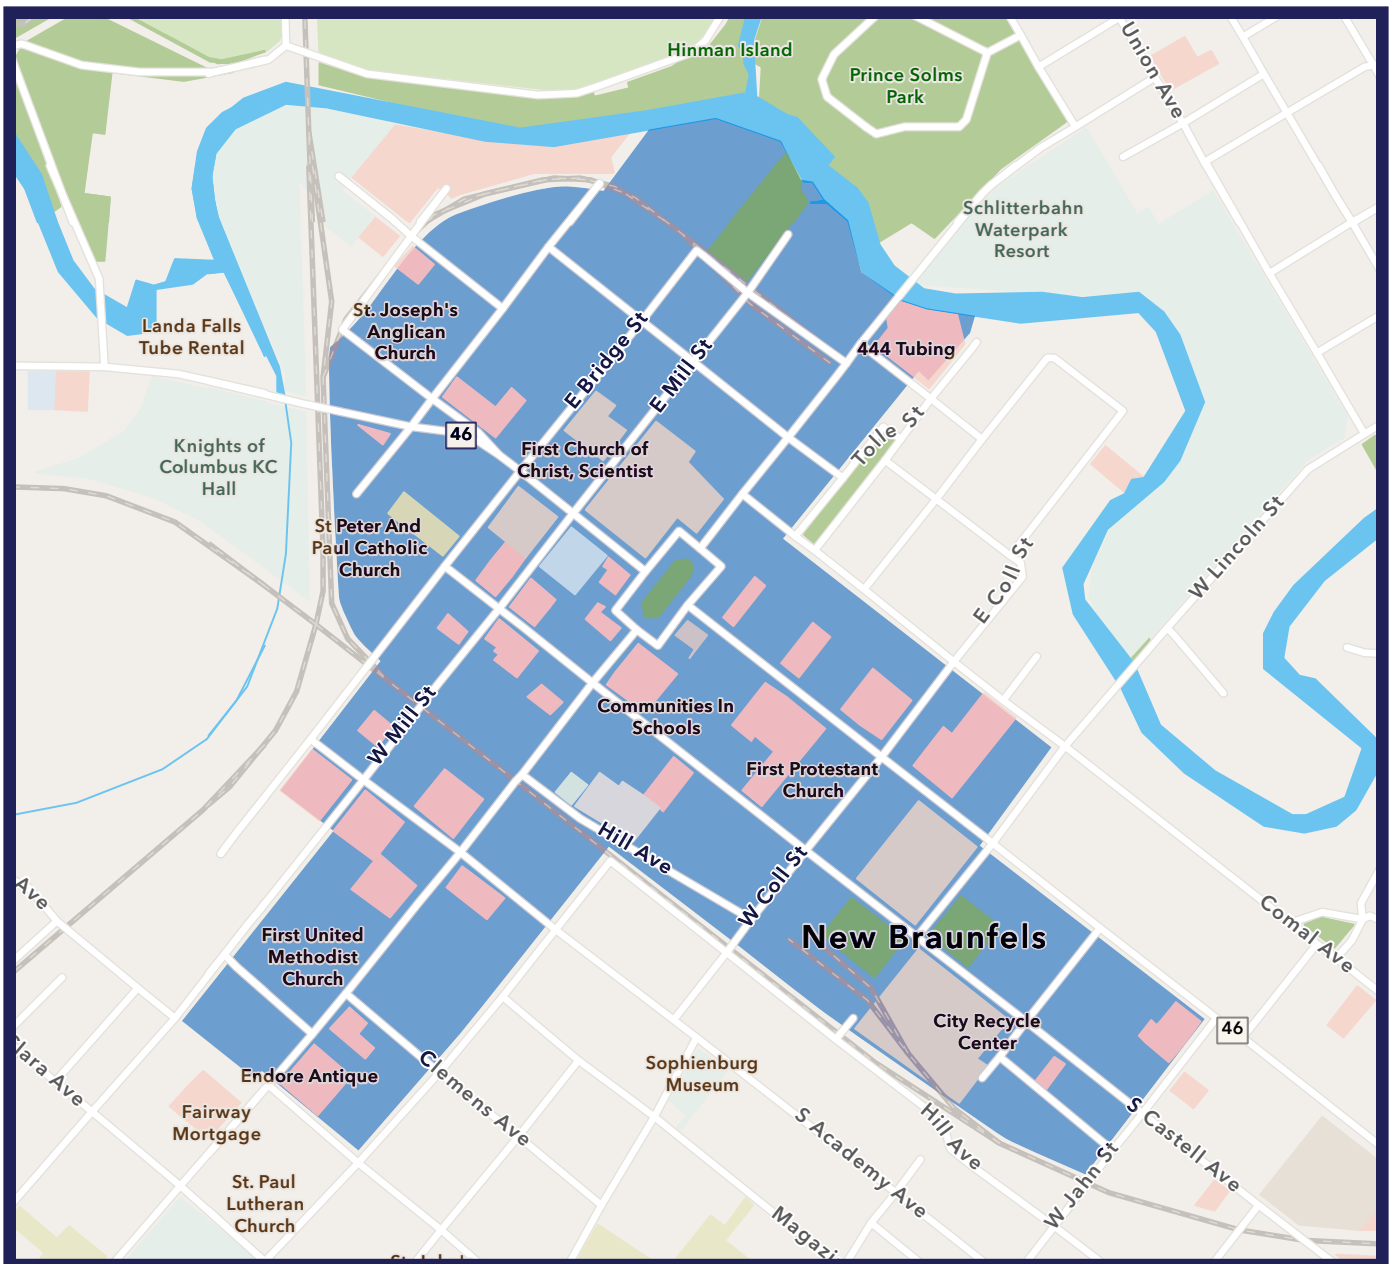 Hinman Island
Union Ave
Prince Solms
Park
Schlitterbahn
Waterpark
Resort
St. Joseph's
Anglican
Church
Landa Falls
Tube Rental
E Bridge St
E Mill St
444 Tubing
Tolle St
46
Knights of
Columbus KC
Hall
First Church of
Christ, Scientist
St Peter And
Paul Catholic
Church
E Coll St
W Lincoln St
W Mill St
Communities In
Schools
First Protestant
Church
Hill Ave
W Coll St
Ave
New Braunfels
Comal Ave
First United
Methodist
Church
City Recycle
Center
46
Clemens Ave
Endore Antique
Sophienburg
Museum
Fairway
Mortgage
S Academy Ave
Hill Ave
S Castell Ave
W Jahn St
St. Paul
Lutheran
Church